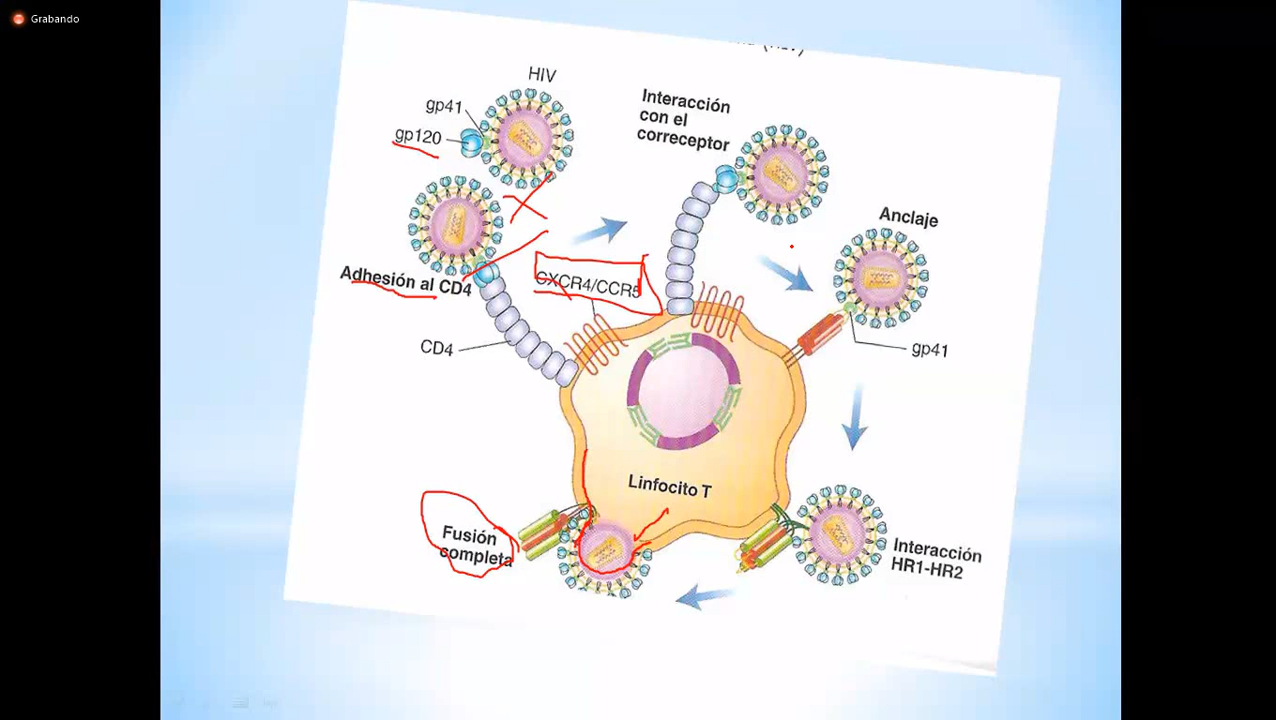 Grabando
HIV
gp41
gp120
Interacción
con el
correceptor
Anclaje
Adhesión al CD4
CXCR4/CCR5
CD4
gp41
Linfocito T
Fusión
completa
Interacción
HR1-HR2